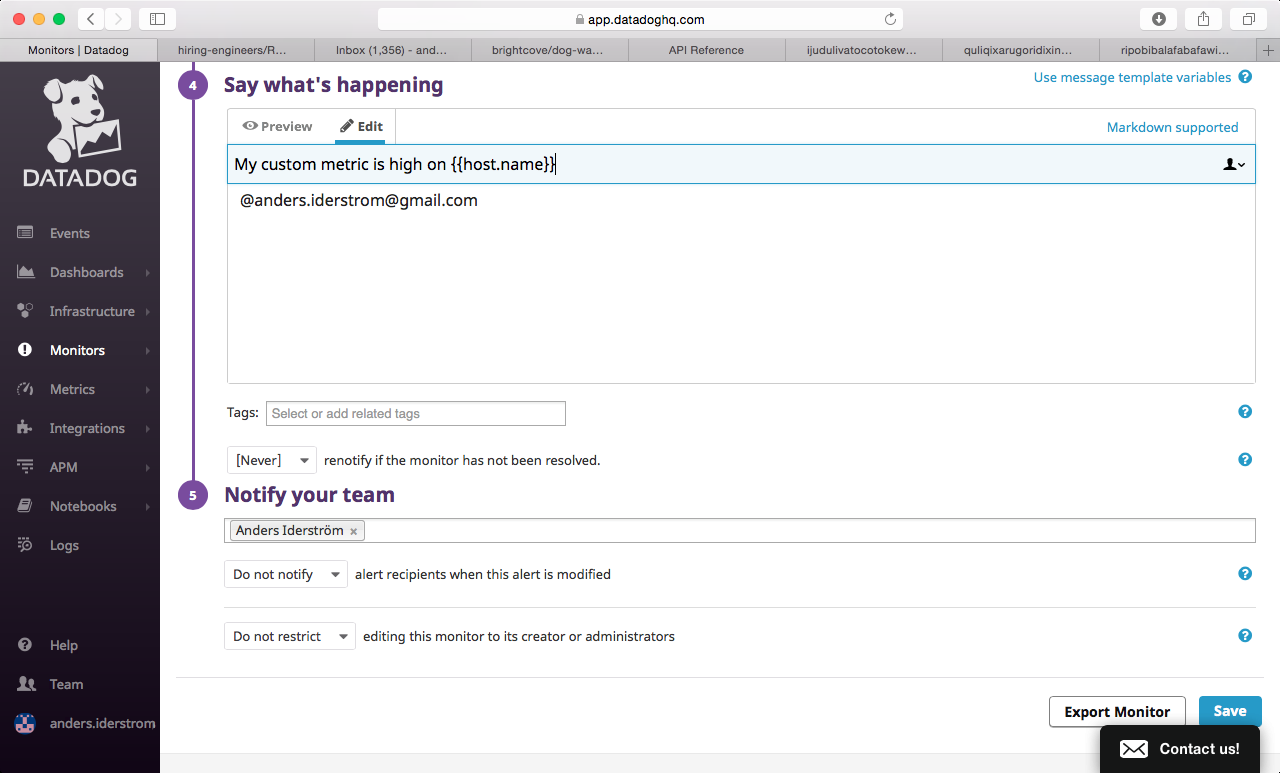 app.datadoghq.com
Monitors | Datadog
hiring-engineers/R...
Inbox (1,356) - and...
brightcove/dog-wa...
API Reference
ijudulivatocotokew...
quliqixarugoridixin...
ripobibalafabafawi...
DATADOG
Events
Dashboards
Infrastructure
Monitors
Metrics
Integrations
APM
Notebooks
Logs
Help
Team
anders.iderstrom
4 Say what's happening
Use message template variables ?
Preview
Edit
Markdown supported
My custom metric is high on {{host.name}}
@anders.iderstrom@gmail.com
Tags: Select or add related tags ?
[Never] renotify if the monitor has not been resolved. ?
5 Notify your team
Anders Iderström ×
Do not notify alert recipients when this alert is modified ?
Do not restrict editing this monitor to its creator or administrators ?
Export Monitor
Save
Contact us!